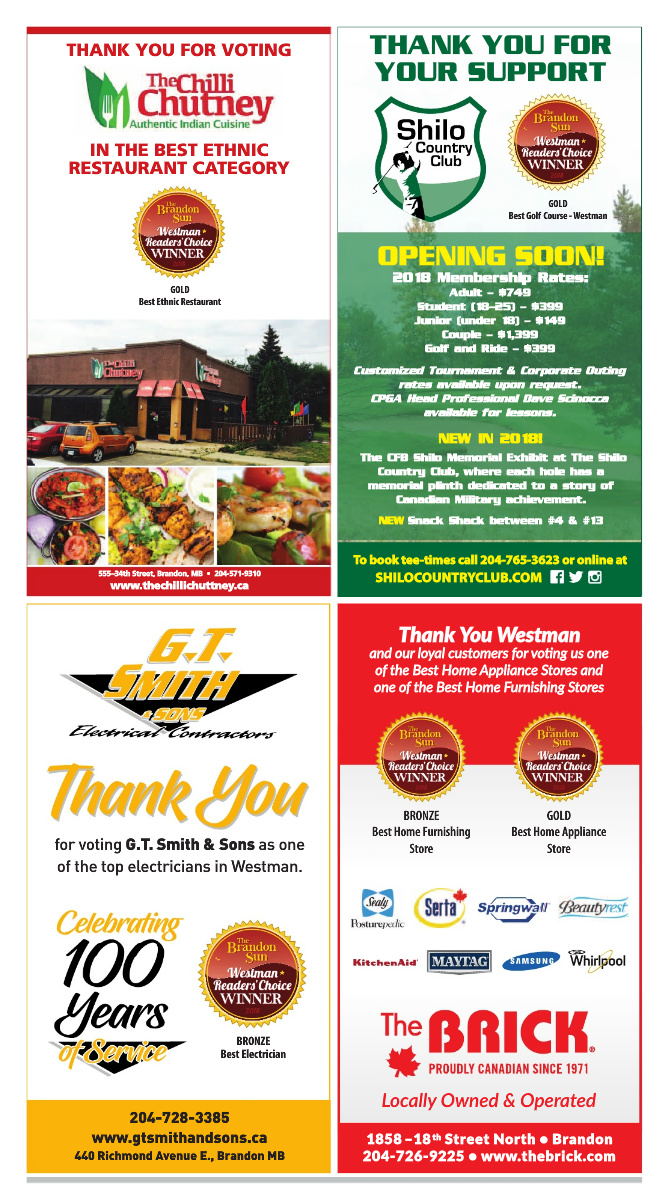 THANK YOU FOR VOTING
The Chilli
Chutney
Authentic Indian Cuisine
IN THE BEST ETHNIC
RESTAURANT CATEGORY
The
Brandon
Sun
Westman
Readers' Choice
WINNER
2018
GOLD
Best Ethnic Restaurant
The Chilli
Chutney
555–34th Street, Brandon, MB • 204-571-9310
www.thechillichuttney.ca
THANK YOU FOR
YOUR SUPPORT
Shilo
Country
Club
The
Brandon
Sun
Westman
Readers' Choice
WINNER
2018
GOLD
Best Golf Course - Westman
OPENING SOON!
2018 Membership Rates:
Adult – $749
Student (18-25) – $399
Junior (under 18) – $149
Couple – $1,399
Golf and Ride – $399
Customized Tournament & Corporate Outing
rates available upon request.
CPGA Head Professional Dave Scinocca
available for lessons.
NEW IN 2018!
The CFB Shilo Memorial Exhibit at The Shilo
Country Club, where each hole has a
memorial plinth dedicated to a story of
Canadian Military achievement.
NEW Snack Shack between #4 & #13
To book tee-times call 204-765-3623 or online at
SHILOCOUNTRYCLUB.COM
G.T.
SMITH
& SONS
Electrical Contractors
Thank You
for voting G.T. Smith & Sons as one
of the top electricians in Westman.
Celebrating
100
Years
of Service
The
Brandon
Sun
Westman
Readers' Choice
WINNER
2018
BRONZE
Best Electrician
204-728-3385
www.gtsmithandsons.ca
440 Richmond Avenue E., Brandon MB
Thank You Westman
and our loyal customers for voting us one
of the Best Home Appliance Stores and
one of the Best Home Furnishing Stores
The
Brandon
Sun
Westman
Readers' Choice
WINNER
2018
BRONZE
Best Home Furnishing
Store
The
Brandon
Sun
Westman
Readers' Choice
WINNER
2018
GOLD
Best Home Appliance
Store
Sealy
Posturepedic
Serta
Springwall
Beautyrest
KitchenAid
MAYTAG
SAMSUNG
Whirlpool
The BRICK
PROUDLY CANADIAN SINCE 1971
Locally Owned & Operated
1858 – 18th Street North • Brandon
204-726-9225 • www.thebrick.com